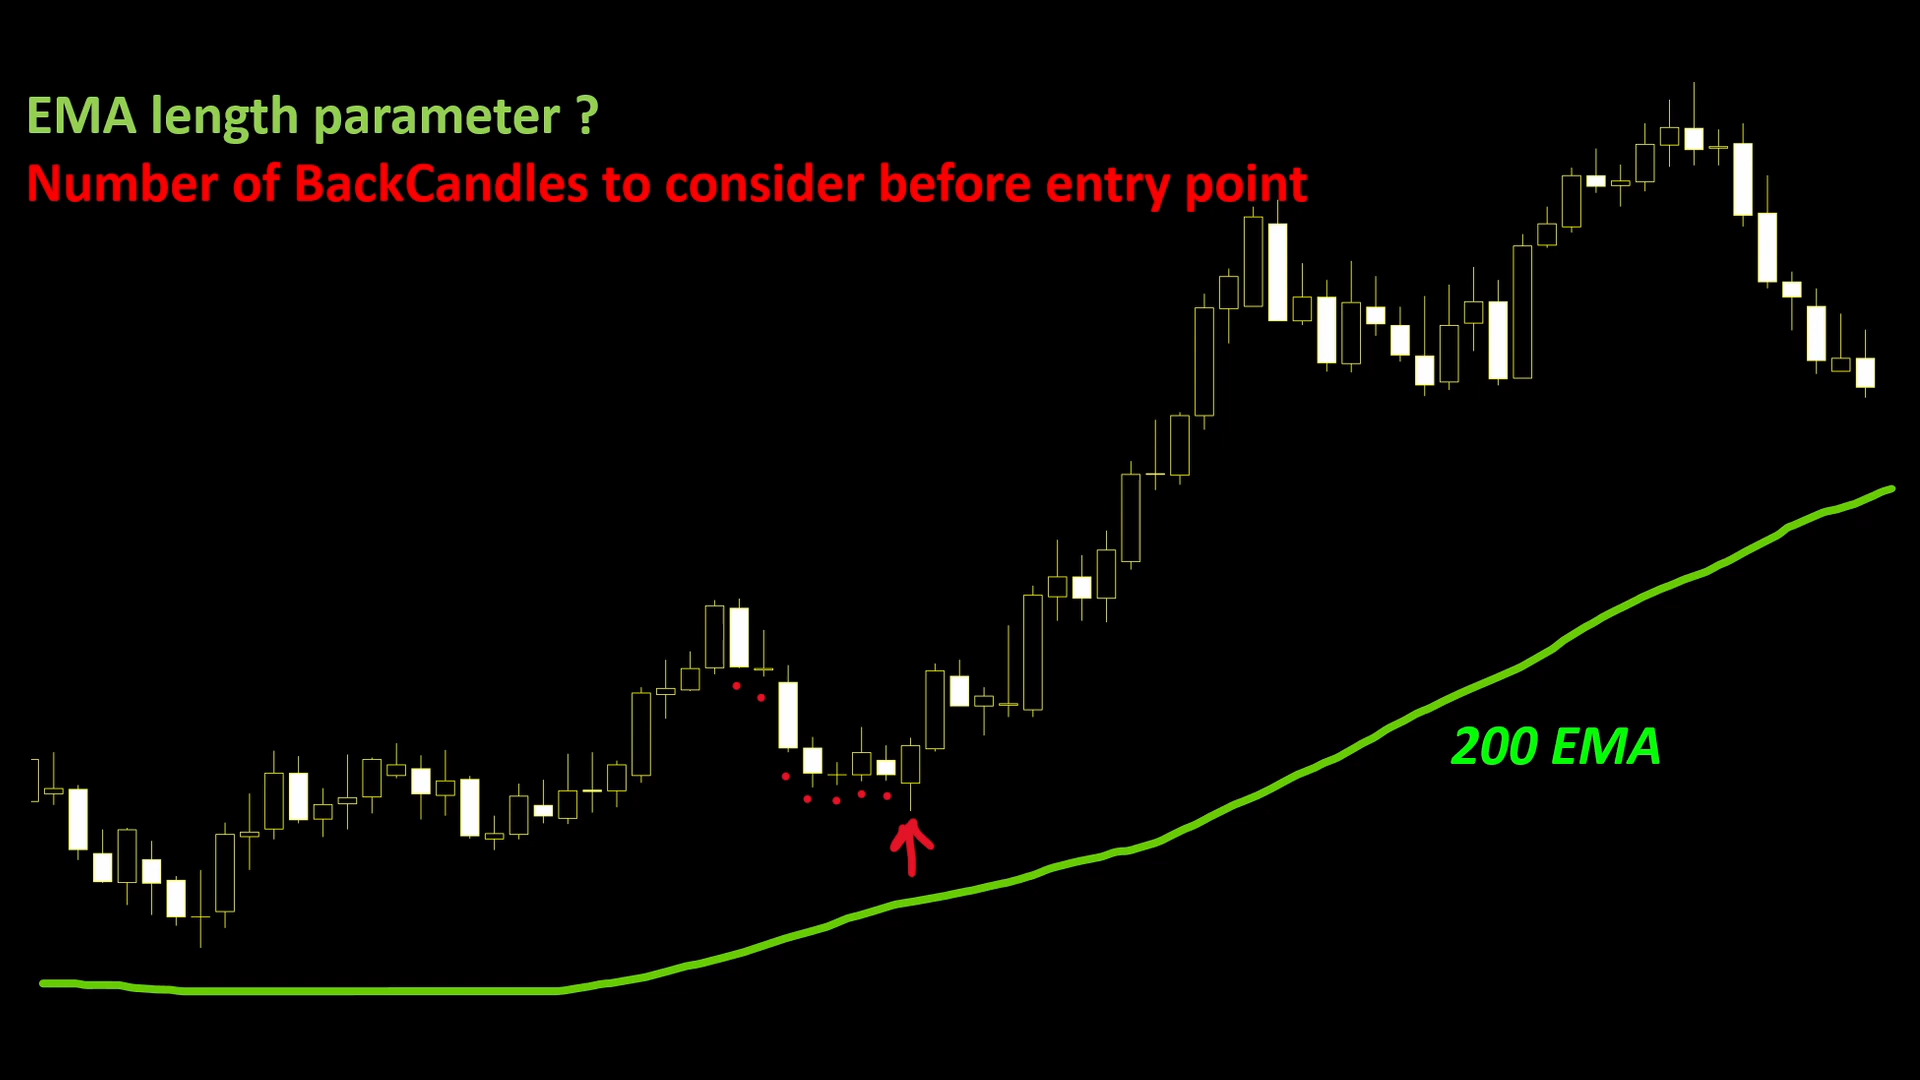 EMA length parameter ?
Number of BackCandles to consider before entry point
200 EMA